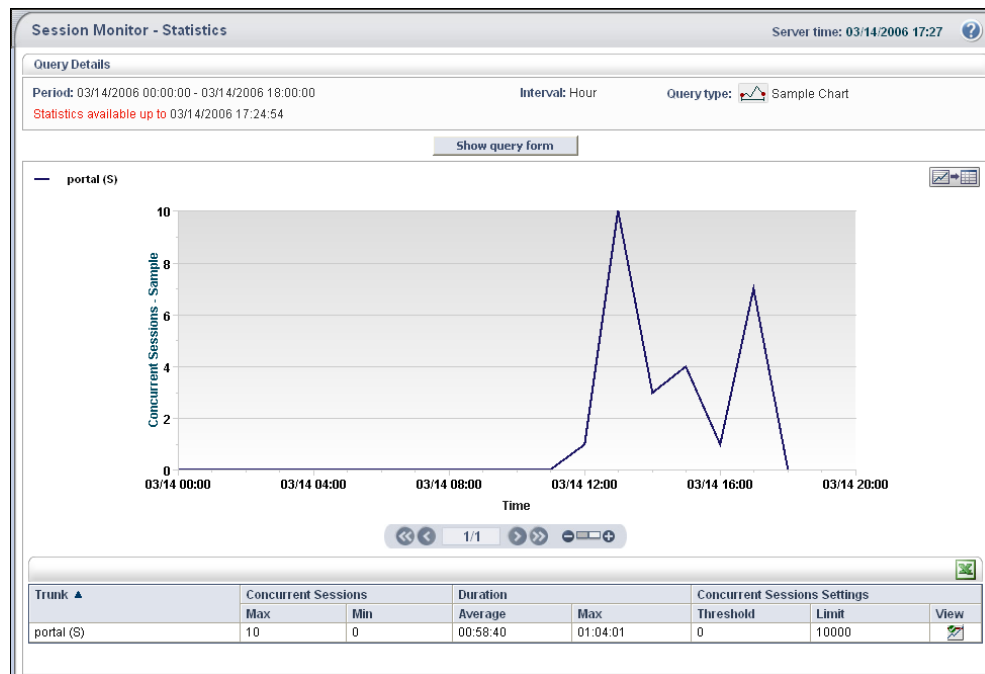 Session Monitor - Statistics
Server time: 03/14/2006 17:27
?
Query Details
Period: 03/14/2006 00:00:00 - 03/14/2006 18:00:00
Interval: Hour
Query type: Sample Chart
Statistics available up to 03/14/2006 17:24:54
Show query form
portal (S)
Concurrent Sessions - Sample
10
8
6
4
2
0
03/14 00:00 03/14 04:00 03/14 08:00 03/14 12:00 03/14 16:00 03/14 20:00
Time
1/1
Trunk Concurrent Sessions Duration Concurrent Sessions Settings
Max Min Average Max Threshold Limit View
portal (S) 10 0 00:58:40 01:04:01 0 10000